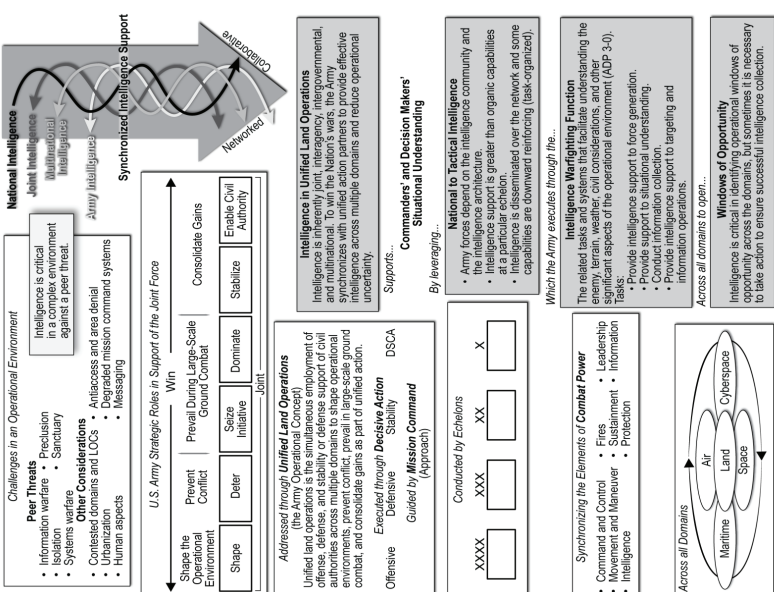 Challenges in an Operational Environment
Peer Threats
• Information warfare • Preclusion
• Isolation • Sanctuary
• Systems warfare
Other Considerations
• Contested domains and LOCs • Antiaccess and area denial
• Urbanization • Degraded mission command systems
• Human aspects • Messaging
Intelligence is critical
in a complex environment
against a peer threat.
National Intelligence
Joint Intelligence
Multinational
Intelligence
Army Intelligence
Synchronized Intelligence Support
Networked
Collaborative
U.S. Army Strategic Roles in Support of the Joint Force
Win
Shape the
Operational
Environment
Prevent
Conflict
Prevail During Large-Scale
Ground Combat
Consolidate Gains
Shape
Deter
Seize
Initiative
Dominate
Stabilize
Enable Civil
Authority
Joint
Addressed through Unified Land Operations
(the Army Operational Concept)
Unified land operations is the simultaneous employment of
offense, defense, and stability or defense support of civil
authorities across multiple domains to shape operational
environments, prevent conflict, prevail in large-scale ground
combat, and consolidate gains as part of unified action.
Executed through Decisive Action
Offensive Defensive Stability DSCA
Guided by Mission Command
(Approach)
Intelligence in Unified Land Operations
Intelligence is inherently joint, interagency, intergovernmental,
and multinational. To win the Nation's wars, the Army
synchronizes with unified action partners to provide effective
intelligence across multiple domains and reduce operational
uncertainty.
Supports...
Commanders' and Decision Makers'
Situational Understanding
By leveraging...
Conducted by Echelons
XXXX XXX XX X
National to Tactical Intelligence
• Army forces depend on the intelligence community and
the intelligence architecture.
• Intelligence support is greater than organic capabilities
at a particular echelon.
• Intelligence is disseminated over the network and some
capabilities are downward reinforcing (task-organized).
Which the Army executes through the...
Synchronizing the Elements of Combat Power
• Command and Control • Fires • Leadership
• Movement and Maneuver • Sustainment • Information
• Intelligence • Protection
Intelligence Warfighting Function
The related tasks and systems that facilitate understanding the
enemy, terrain, weather, civil considerations, and other
significant aspects of the operational environment (ADP 3-0).
Tasks:
• Provide intelligence support to force generation.
• Provide support to situational understanding.
• Conduct information collection.
• Provide intelligence support to targeting and
information operations.
Across all domains to open...
Across all Domains
Air
Maritime Land Cyberspace
Space
Windows of Opportunity
Intelligence is critical in identifying operational windows of
opportunity across the domains, but sometimes it is necessary
to take action to ensure successful intelligence collection.